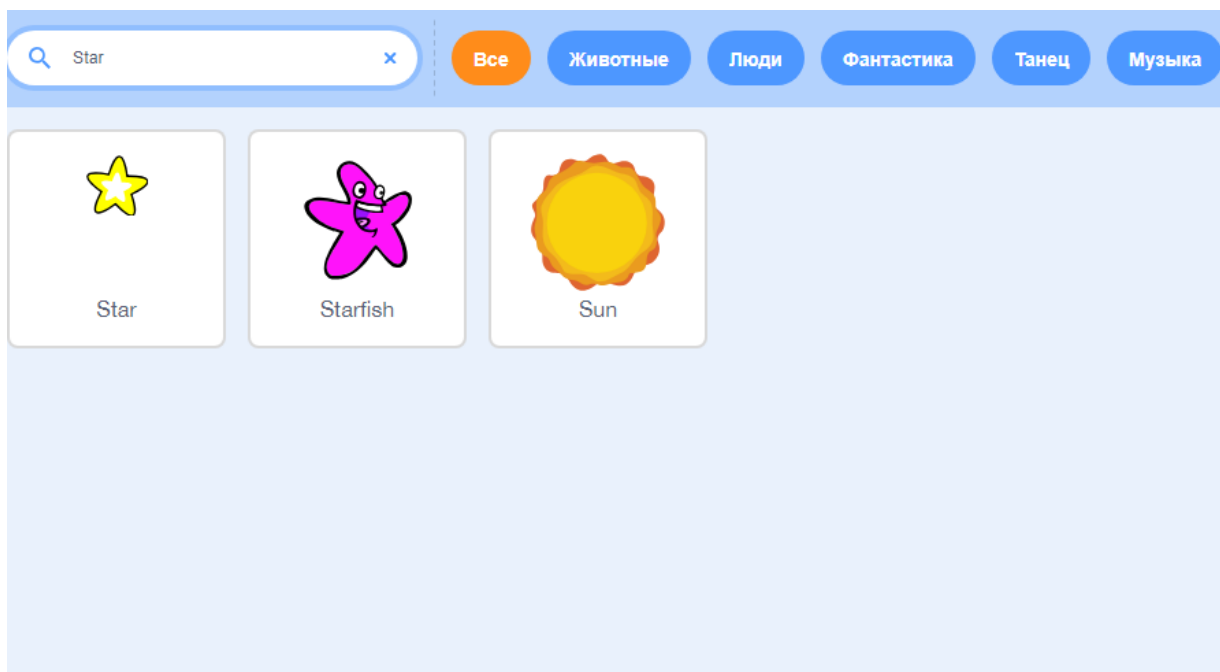 Star
Все
Животные
Люди
Фантастика
Танец
Музыка
Star
Starfish
Sun